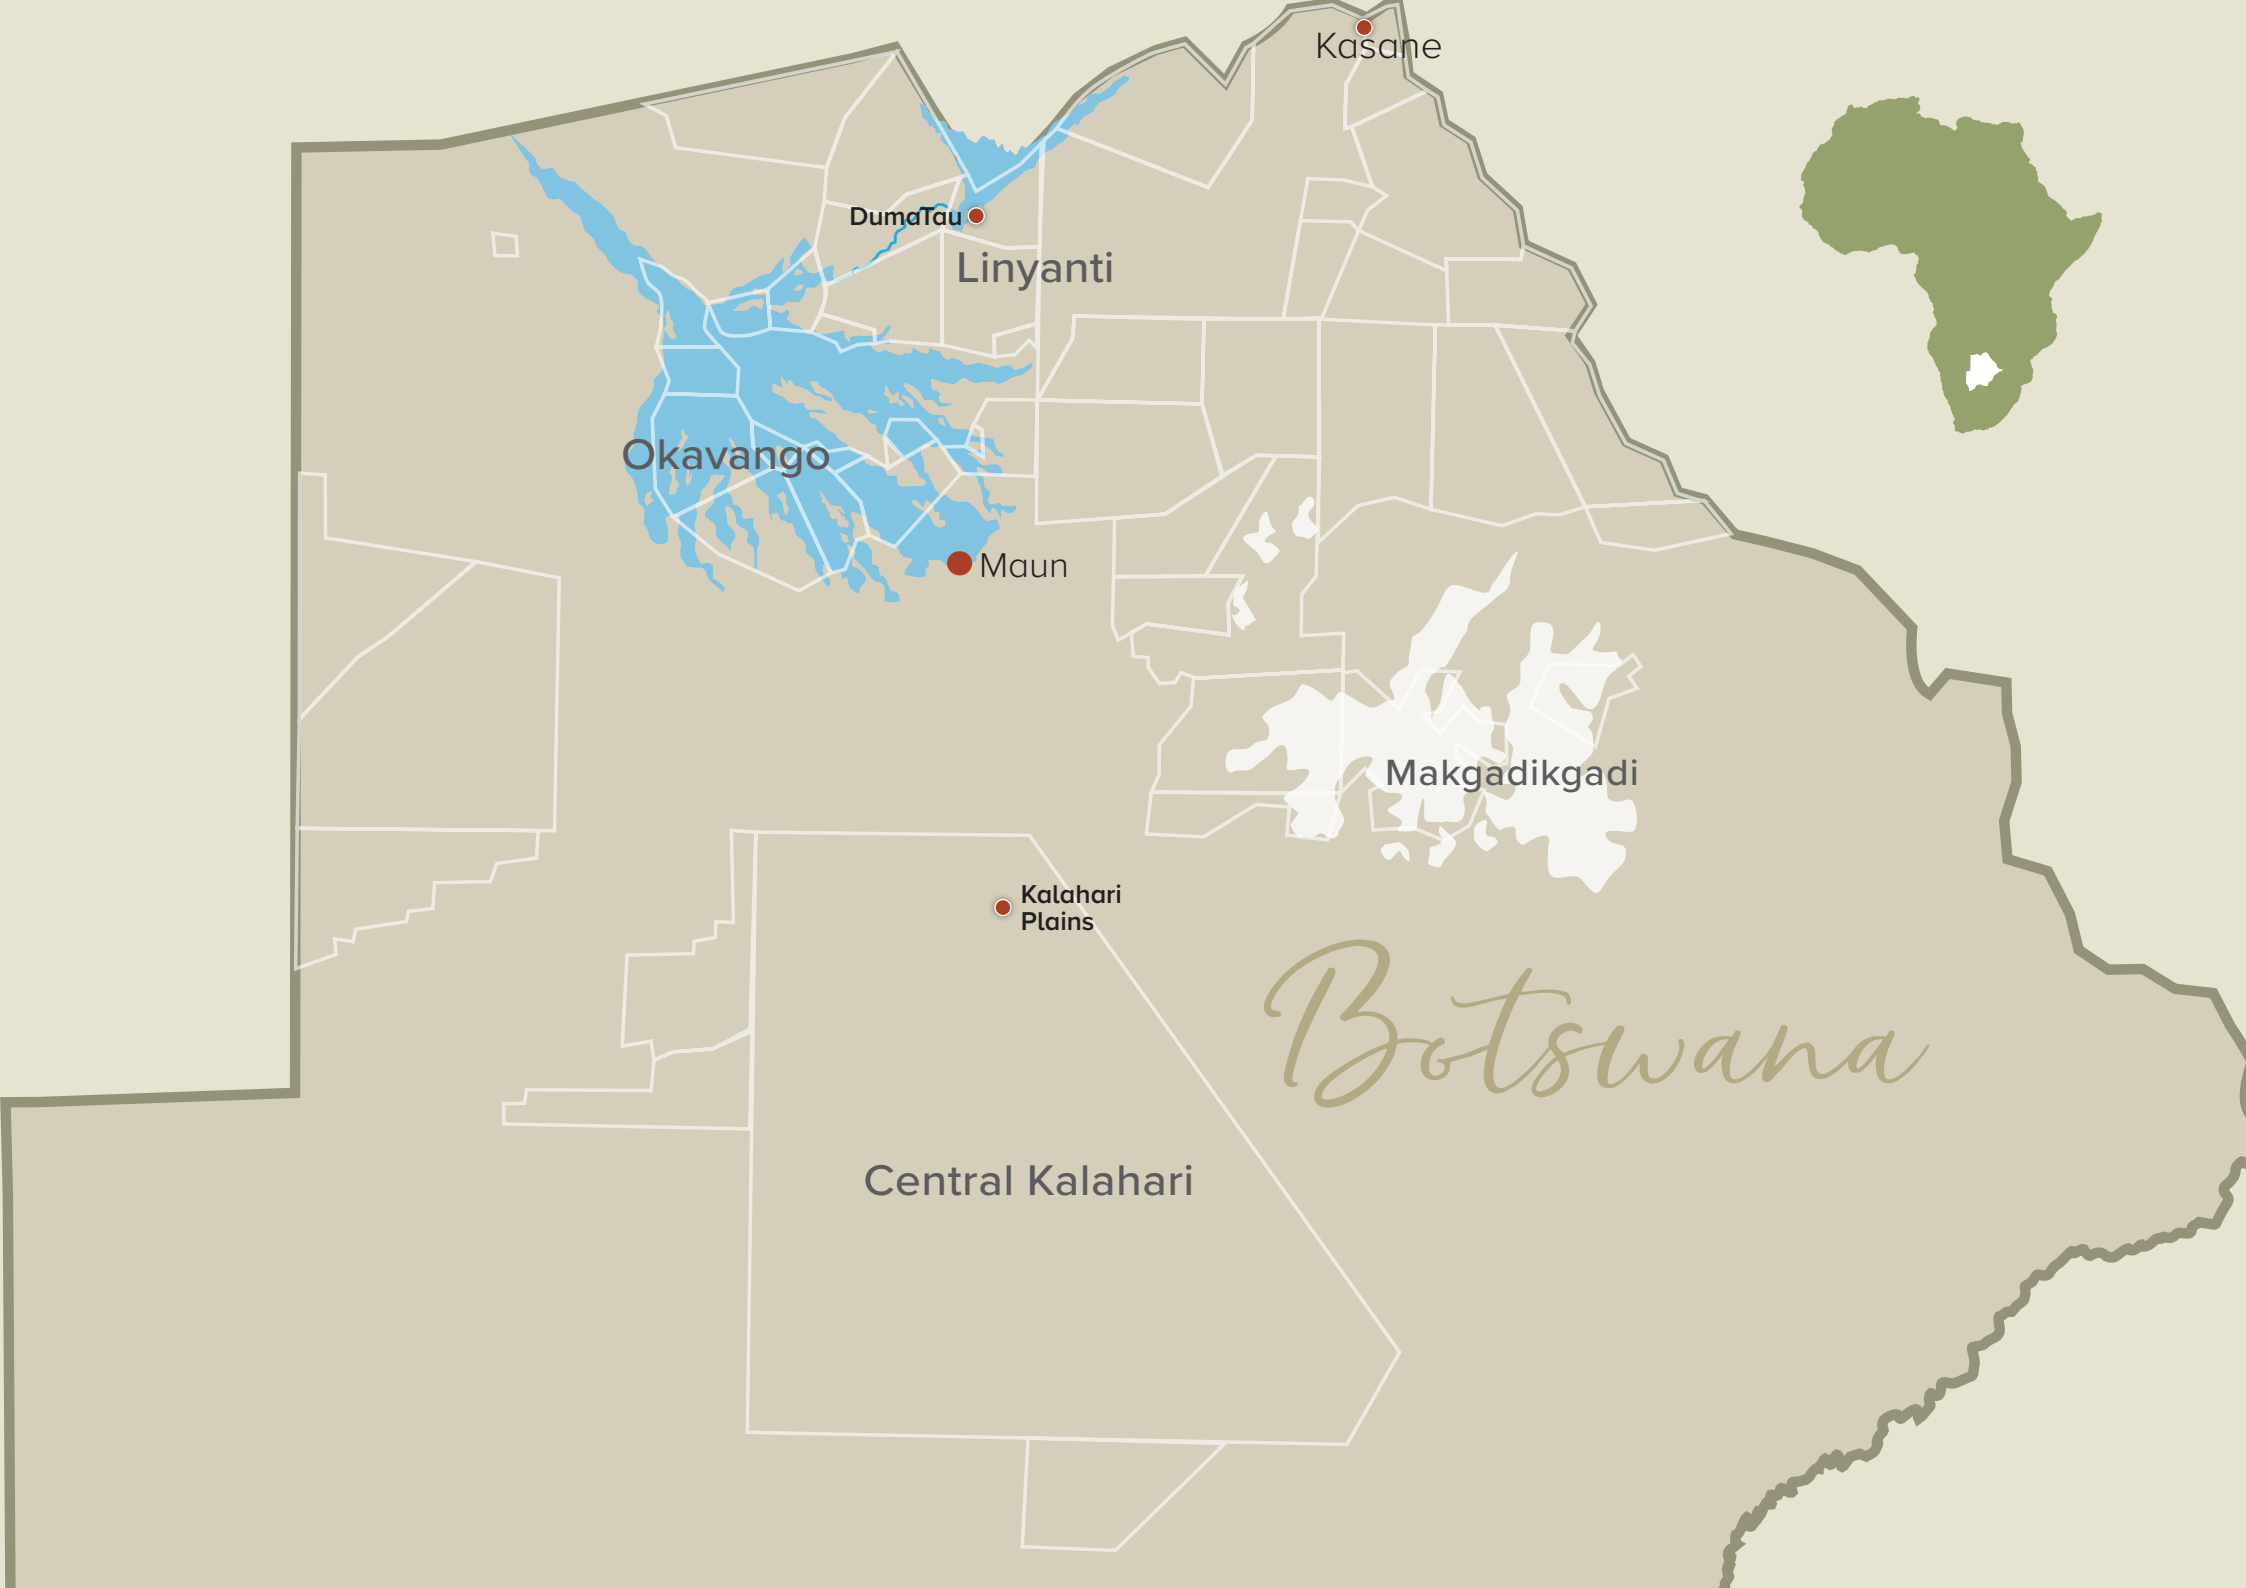 Kasane
DumaTau
Linyanti
Okavango
Maun
Makgadikgadi
Kalahari
Plains
Botswana
Central Kalahari